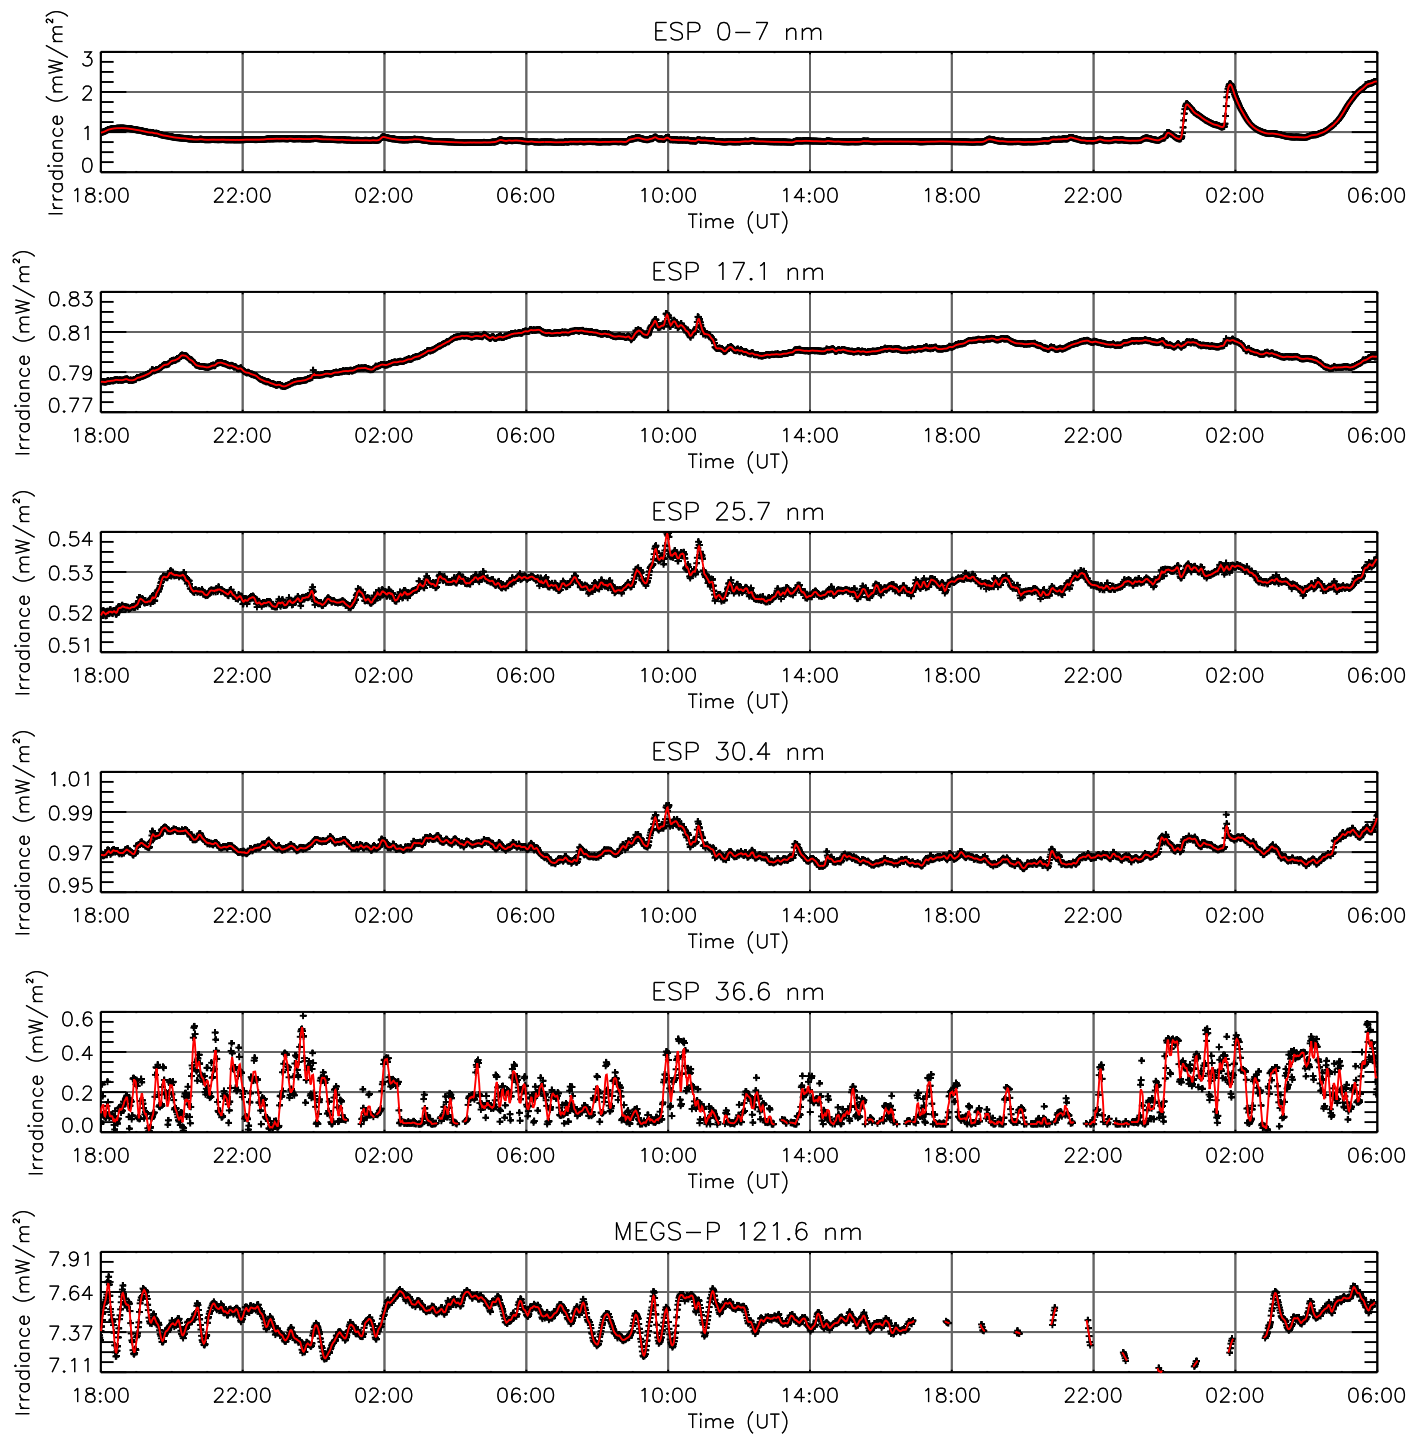 ESP 0-7 nm
Irradiance (mW/m²)
3
2
1
0
18:00 22:00 02:00 06:00 10:00 14:00 18:00 22:00 02:00 06:00
Time (UT)
ESP 17.1 nm
Irradiance (mW/m²)
0.83
0.81
0.79
0.77
18:00 22:00 02:00 06:00 10:00 14:00 18:00 22:00 02:00 06:00
Time (UT)
ESP 25.7 nm
Irradiance (mW/m²)
0.54
0.53
0.52
0.51
18:00 22:00 02:00 06:00 10:00 14:00 18:00 22:00 02:00 06:00
Time (UT)
ESP 30.4 nm
Irradiance (mW/m²)
1.01
0.99
0.97
0.95
18:00 22:00 02:00 06:00 10:00 14:00 18:00 22:00 02:00 06:00
Time (UT)
ESP 36.6 nm
Irradiance (mW/m²)
0.6
0.4
0.2
0.0
18:00 22:00 02:00 06:00 10:00 14:00 18:00 22:00 02:00 06:00
Time (UT)
MEGS-P 121.6 nm
Irradiance (mW/m²)
7.91
7.64
7.37
7.11
18:00 22:00 02:00 06:00 10:00 14:00 18:00 22:00 02:00 06:00
Time (UT)